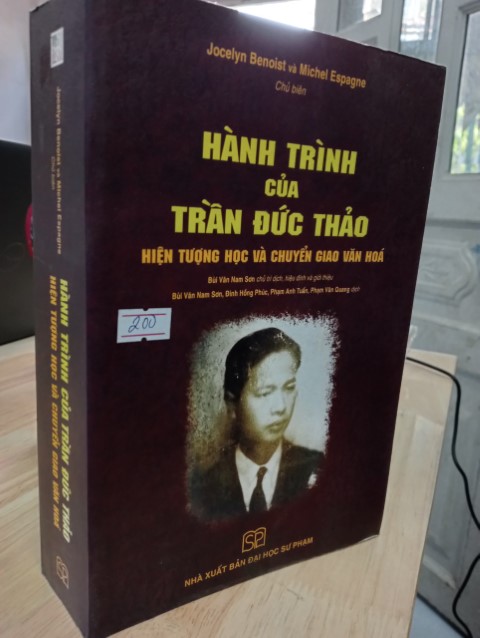 Jocelyn Benoist và Michel Espagne
Chủ biên
HÀNH TRÌNH
CỦA
TRẦN ĐỨC THẢO
HIỆN TƯỢNG HỌC VÀ CHUYỂN GIAO VĂN HOÁ
Bùi Văn Nam Sơn chủ trì dịch, hiệu đính và giới thiệu
Bùi Văn Nam Sơn, Đinh Hồng Phúc, Phạm Anh Tuấn, Phạm Văn Quang dịch
200
SP
NHÀ XUẤT BẢN ĐẠI HỌC SƯ PHẠM
Jocelyn Benoist và Michel Espagne
Chủ biên
HÀNH TRÌNH CỦA TRẦN ĐỨC THẢO
HIỆN TƯỢNG HỌC VÀ CHUYỂN GIAO VĂN HOÁ